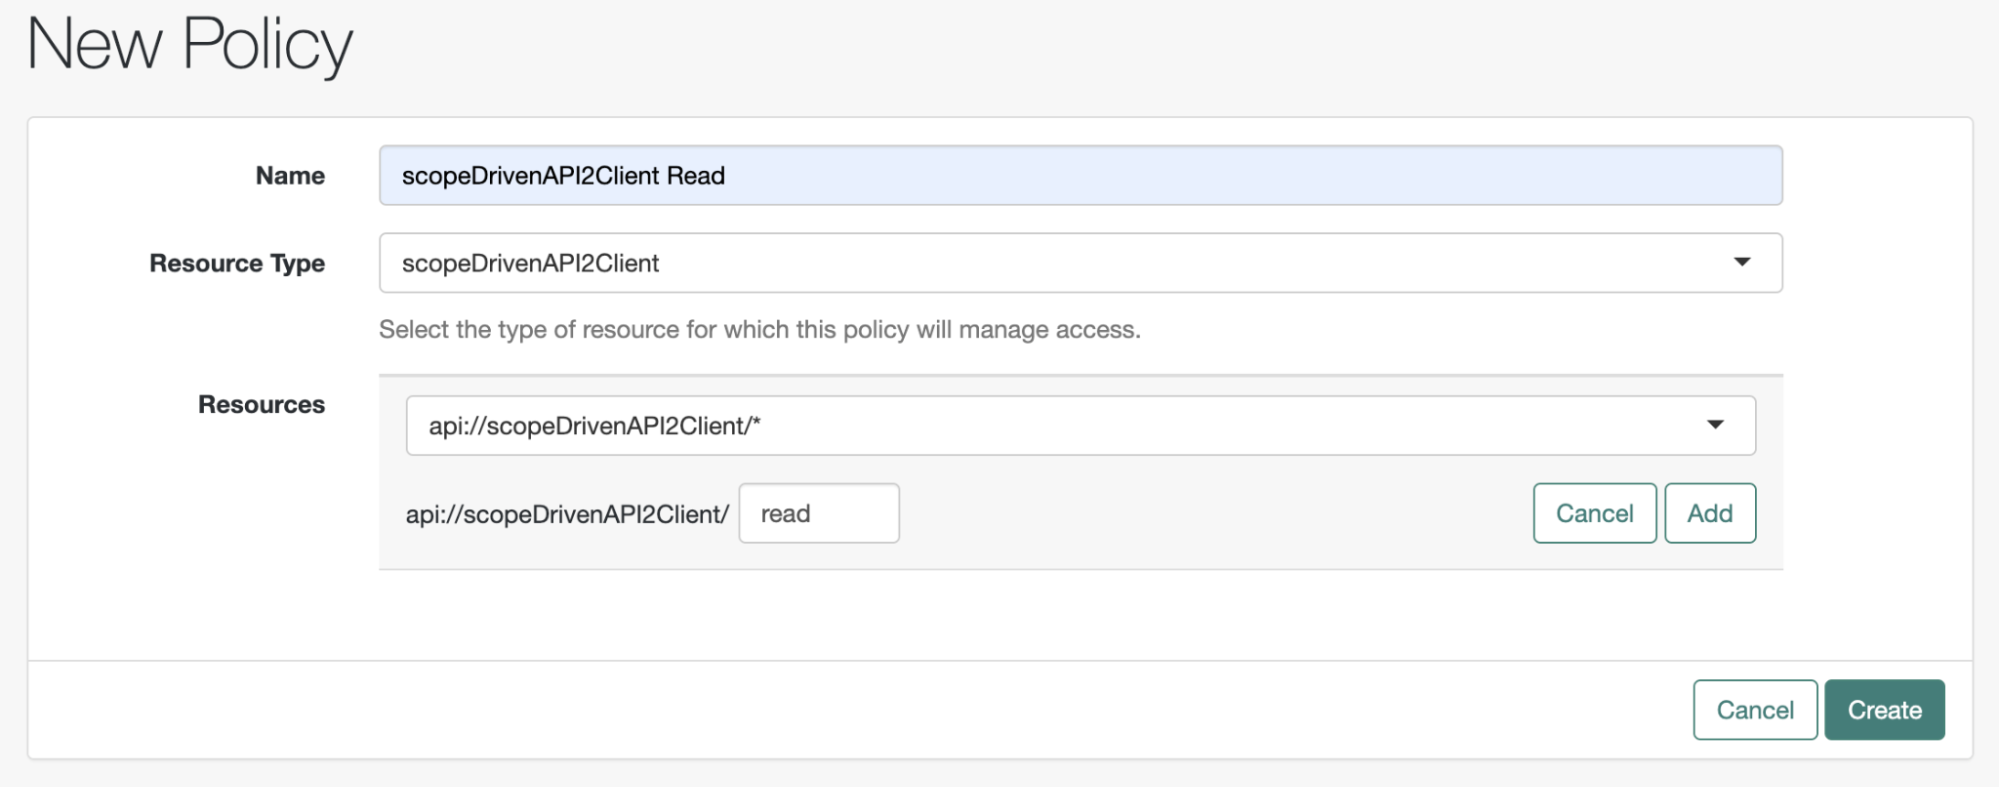 New Policy
Name
scopeDrivenAPI2Client Read
Resource Type
scopeDrivenAPI2Client
Select the type of resource for which this policy will manage access.
Resources
api://scopeDrivenAPI2Client/*
api://scopeDrivenAPI2Client/ read Cancel Add
Cancel Create